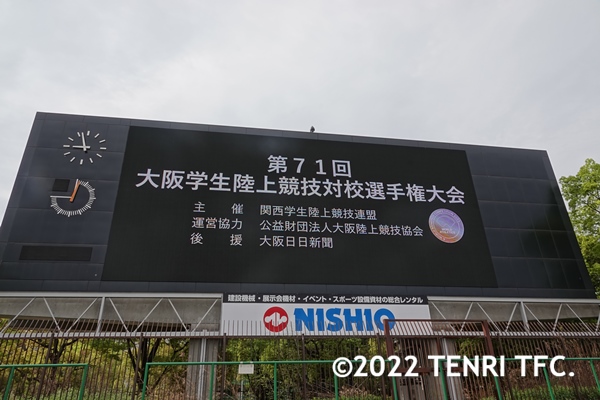 第７１回
大阪学生陸上競技対校選手権大会
主　催　関西学生陸上競技連盟
運営協力　公益財団法人大阪陸上競技協会
後　援　大阪日日新聞
建設機械・展示会機材・イベント・スポーツ設備資材の総合レンタル
NISHIO
©2022 TENRI TFC.